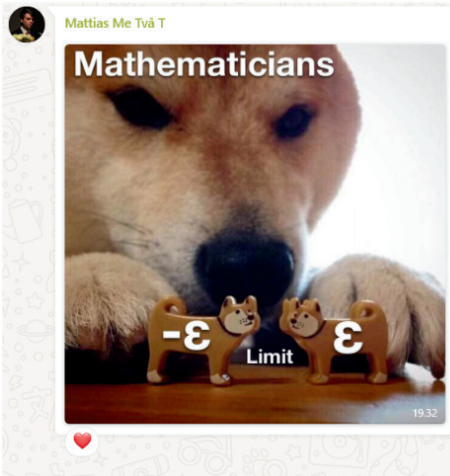 Mattias Me Två T
Mathematicians
-ε
ε
Limit
19.32